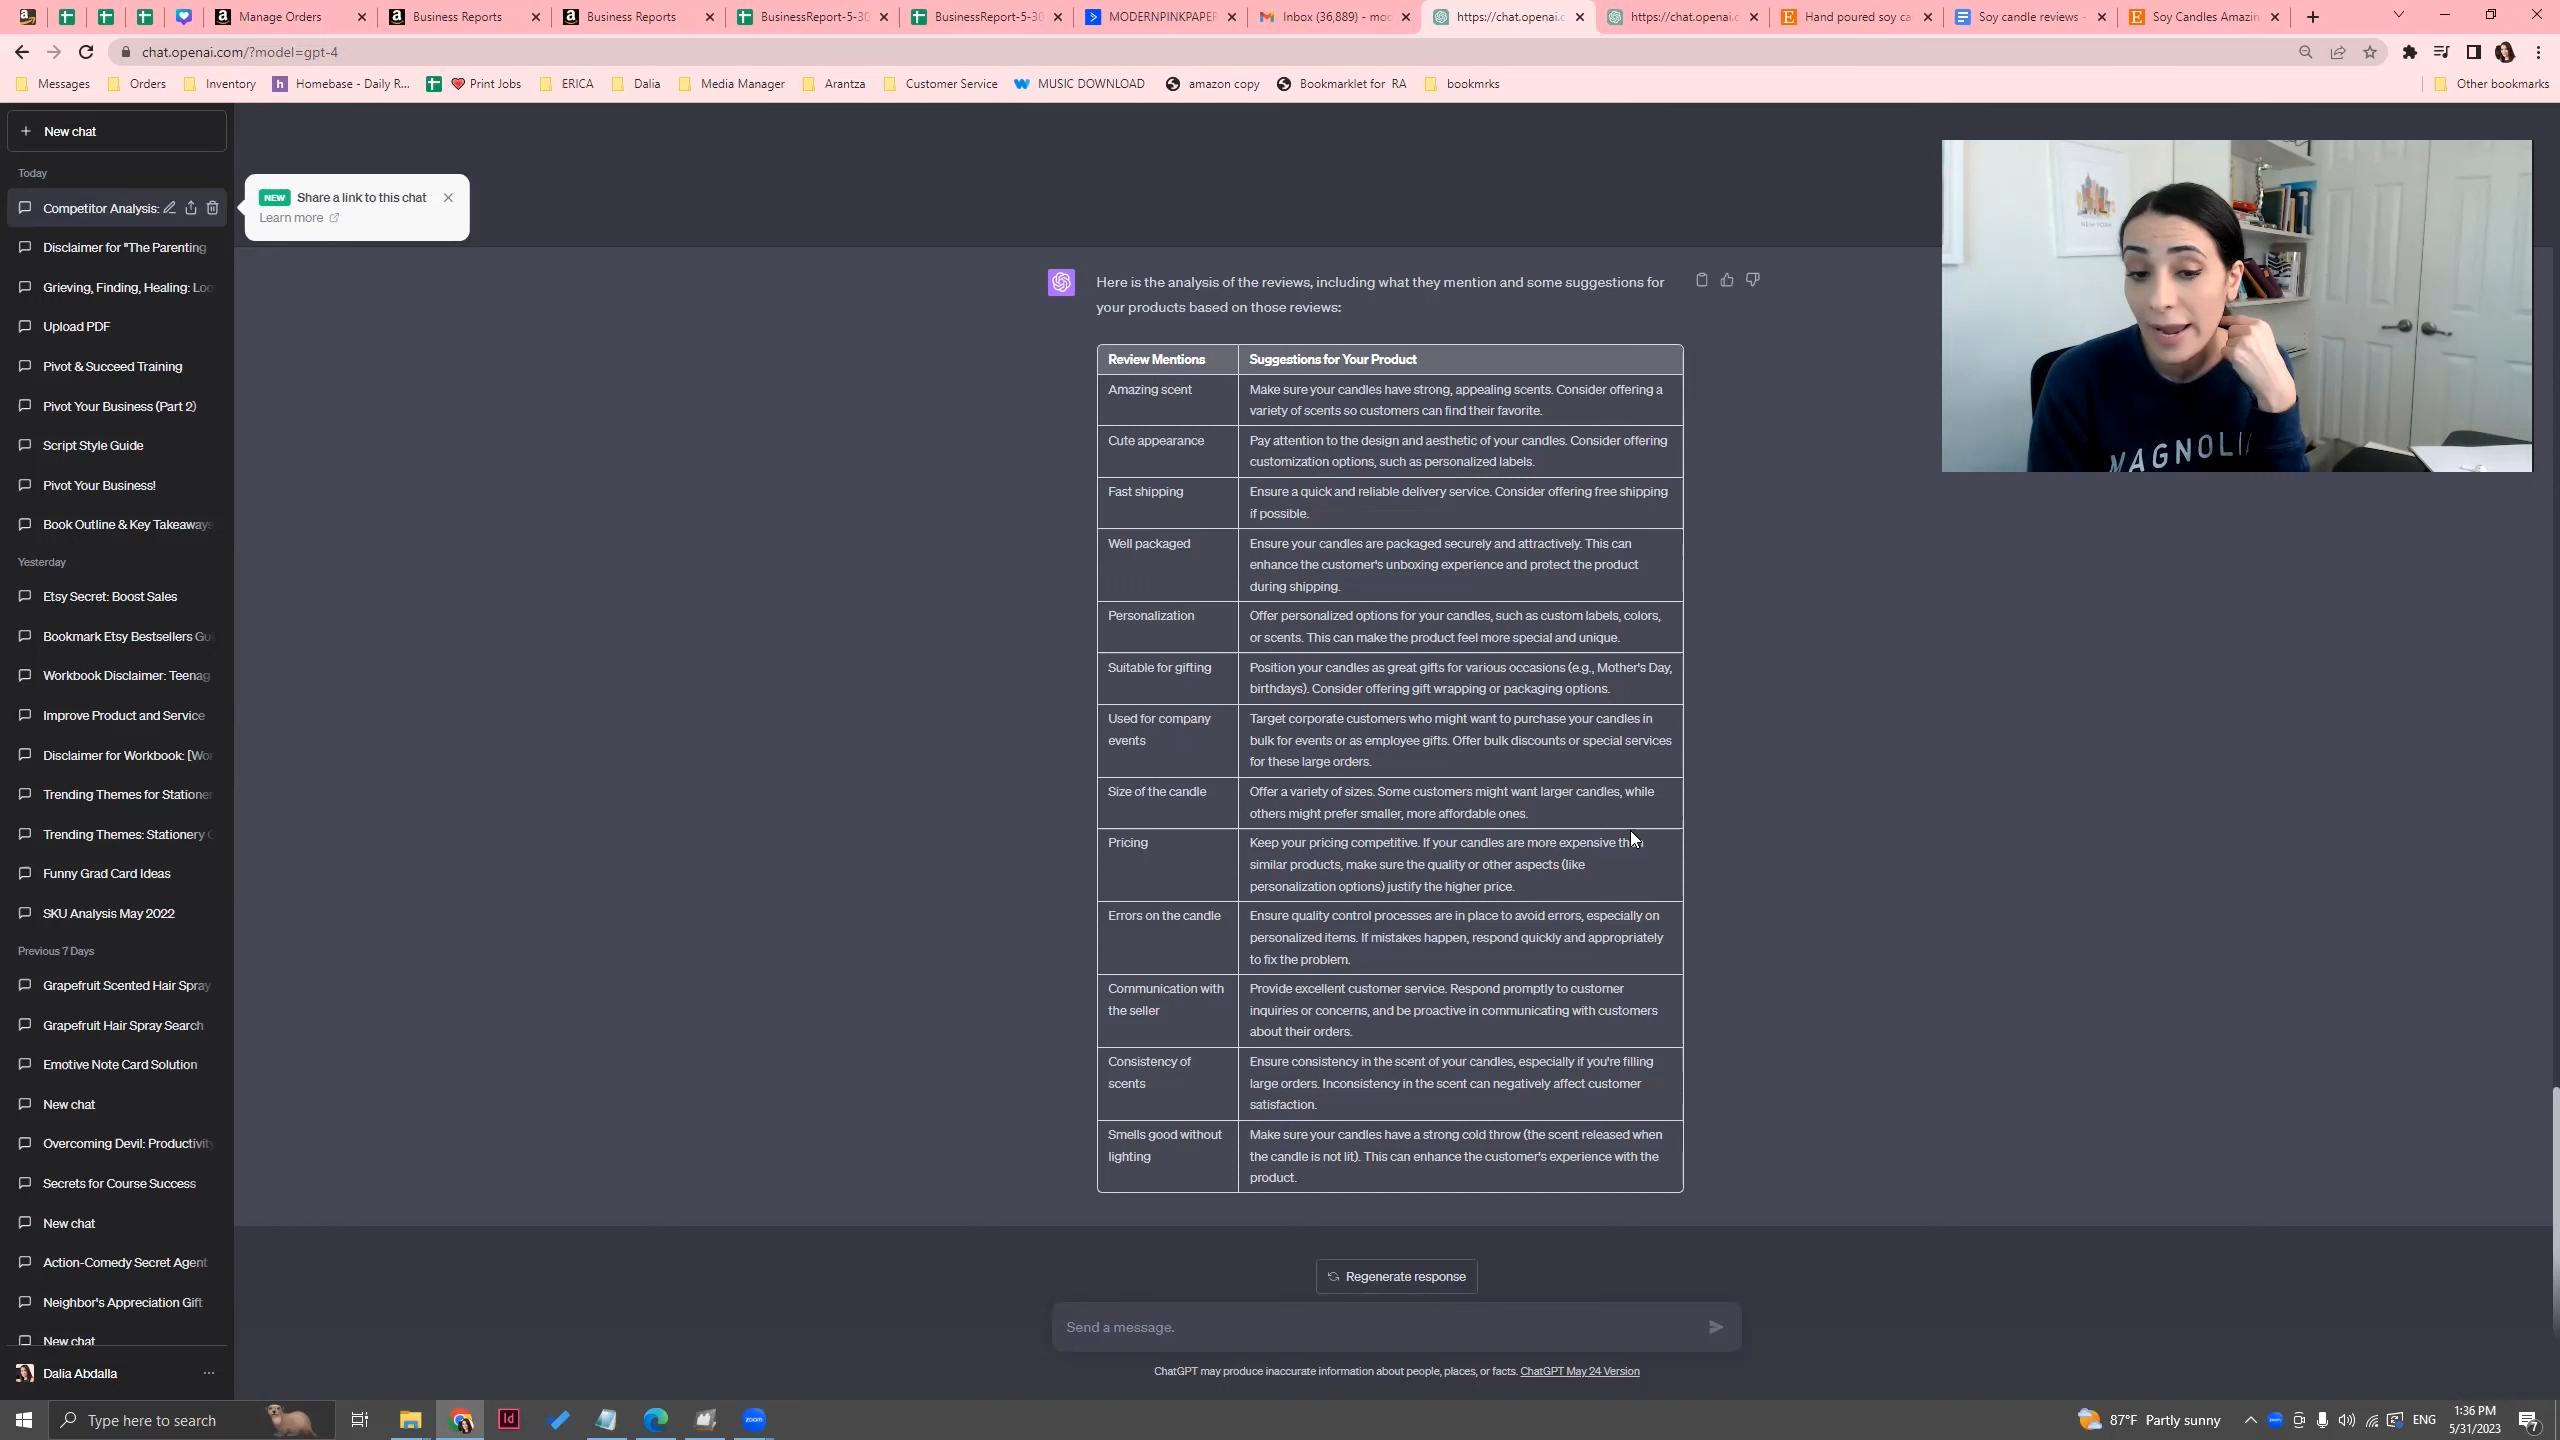 Manage Orders
Business Reports
Business Reports
BusinessReport-5-30
BusinessReport-5-30
MODERNPINKPAPER
Inbox (36,889) - mod
https://chat.openai.c
https://chat.openai.c
Hand poured soy ca
Soy candle reviews -
Soy Candles Amazin
chat.openai.com/?model=gpt-4
Messages
Orders
Inventory
Homebase - Daily R...
Print Jobs
ERICA
Dalia
Media Manager
Arantza
Customer Service
MUSIC DOWNLOAD
amazon copy
Bookmarklet for RA
bookmrks
Other bookmarks
+ New chat
Today
Competitor Analysis:
Disclaimer for "The Parenting
Grieving, Finding, Healing: Loo
Upload PDF
Pivot & Succeed Training
Pivot Your Business (Part 2)
Script Style Guide
Pivot Your Business!
Book Outline & Key Takeaways
Yesterday
Etsy Secret: Boost Sales
Bookmark Etsy Bestsellers Gu
Workbook Disclaimer: Teenag
Improve Product and Service
Disclaimer for Workbook: [Wor
Trending Themes for Stationer
Trending Themes: Stationery C
Funny Grad Card Ideas
SKU Analysis May 2022
Previous 7 Days
Grapefruit Scented Hair Spray
Grapefruit Hair Spray Search
Emotive Note Card Solution
New chat
Overcoming Devil: Productivity
Secrets for Course Success
New chat
Action-Comedy Secret Agent
Neighbor's Appreciation Gift
New chat
Dalia Abdalla
NEW Share a link to this chat
Learn more
Here is the analysis of the reviews, including what they mention and some suggestions for
your products based on those reviews:
Review Mentions
Suggestions for Your Product
Amazing scent
Make sure your candles have strong, appealing scents. Consider offering a
variety of scents so customers can find their favorite.
Cute appearance
Pay attention to the design and aesthetic of your candles. Consider offering
customization options, such as personalized labels.
Fast shipping
Ensure a quick and reliable delivery service. Consider offering free shipping
if possible.
Well packaged
Ensure your candles are packaged securely and attractively. This can
enhance the customer's unboxing experience and protect the product
during shipping.
Personalization
Offer personalized options for your candles, such as custom labels, colors,
or scents. This can make the product feel more special and unique.
Suitable for gifting
Position your candles as great gifts for various occasions (e.g., Mother's Day,
birthdays). Consider offering gift wrapping or packaging options.
Used for company
events
Target corporate customers who might want to purchase your candles in
bulk for events or as employee gifts. Offer bulk discounts or special services
for these large orders.
Size of the candle
Offer a variety of sizes. Some customers might want larger candles, while
others might prefer smaller, more affordable ones.
Pricing
Keep your pricing competitive. If your candles are more expensive than
similar products, make sure the quality or other aspects (like
personalization options) justify the higher price.
Errors on the candle
Ensure quality control processes are in place to avoid errors, especially on
personalized items. If mistakes happen, respond quickly and appropriately
to fix the problem.
Communication with
the seller
Provide excellent customer service. Respond promptly to customer
inquiries or concerns, and be proactive in communicating with customers
about their orders.
Consistency of
scents
Ensure consistency in the scent of your candles, especially if you're filling
large orders. Inconsistency in the scent can negatively affect customer
satisfaction.
Smells good without
lighting
Make sure your candles have a strong cold throw (the scent released when
the candle is not lit). This can enhance the customer's experience with the
product.
Regenerate response
Send a message.
ChatGPT may produce inaccurate information about people, places, or facts. ChatGPT May 24 Version
NEW YORK
MAGNOLI
Type here to search
Id
zoom
87°F Partly sunny
ENG
1:36 PM
5/31/2023
7